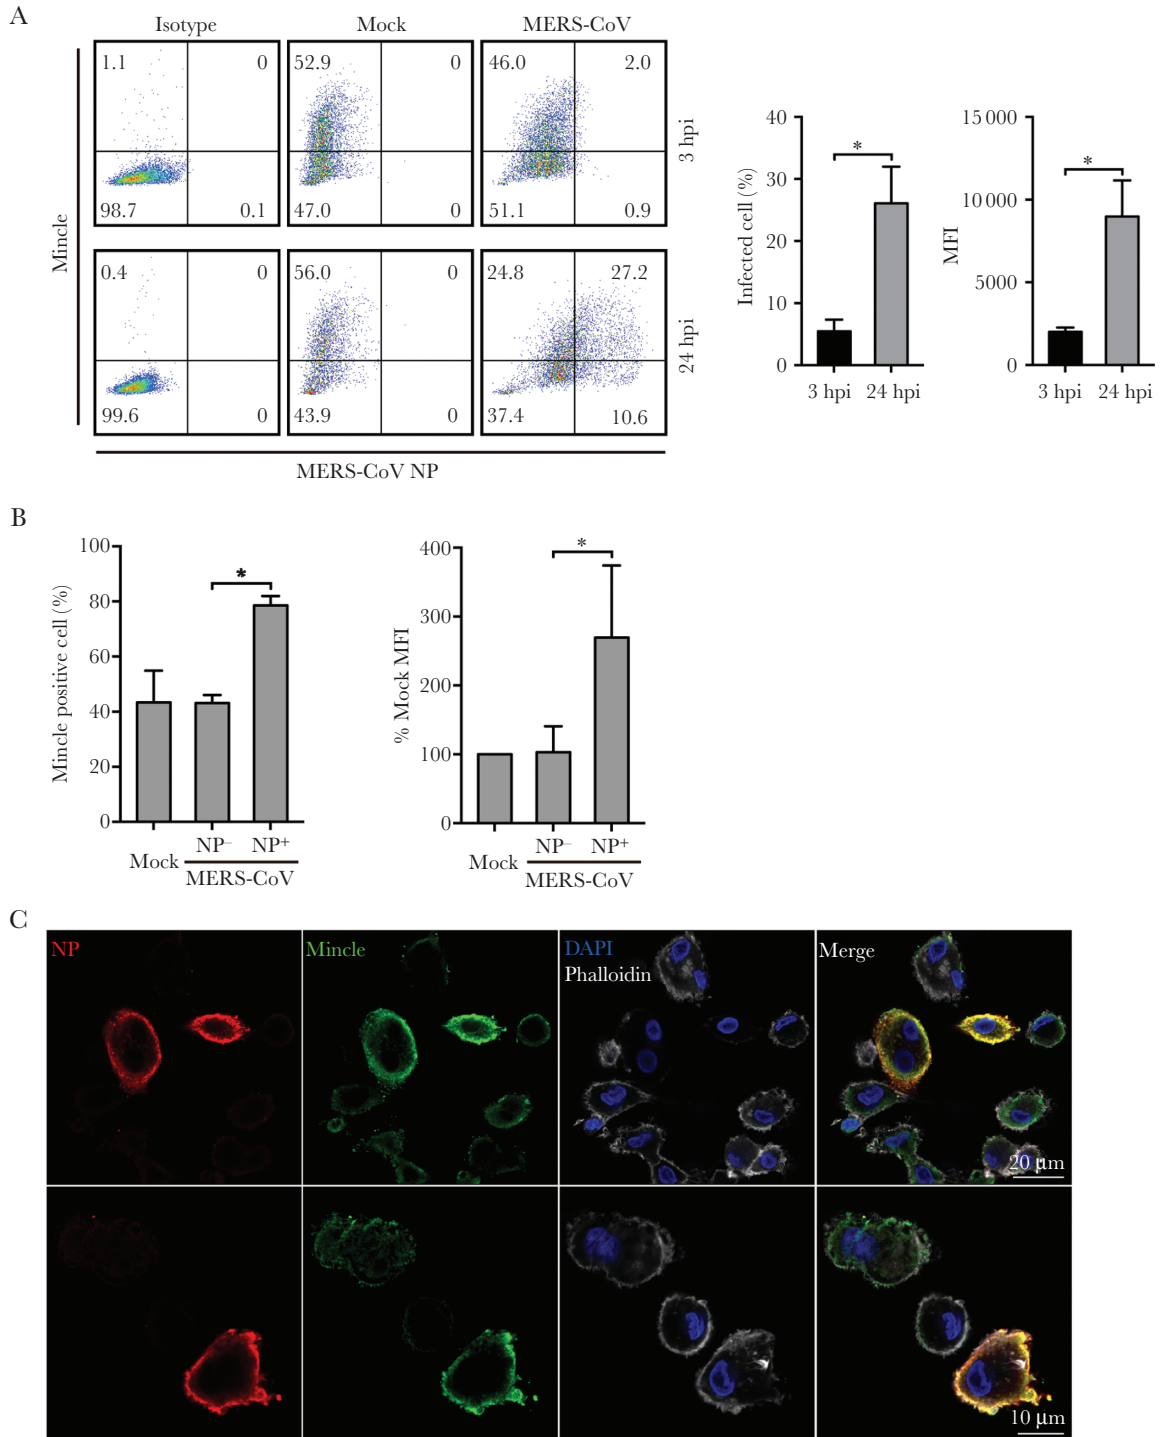 A
Isotype Mock MERS-CoV
1.1 0 52.9 0 46.0 2.0
98.7 0.1 47.0 0 51.1 0.9
3 hpi
0.4 0 56.0 0 24.8 27.2
99.6 0 43.9 0 37.4 10.6
24 hpi
Mincle
MERS-CoV NP
Infected cell (%)
40
30
20
10
0
*
3 hpi 24 hpi
MFI
15 000
10 000
5000
0
*
3 hpi 24 hpi
B
Mincle positive cell (%)
100
80
60
40
20
0
*
Mock NP– NP+
MERS-CoV
% Mock MFI
400
300
200
100
0
*
Mock NP– NP+
MERS-CoV
C
NP Mincle DAPI Merge
Phalloidin
20 μm
10 μm